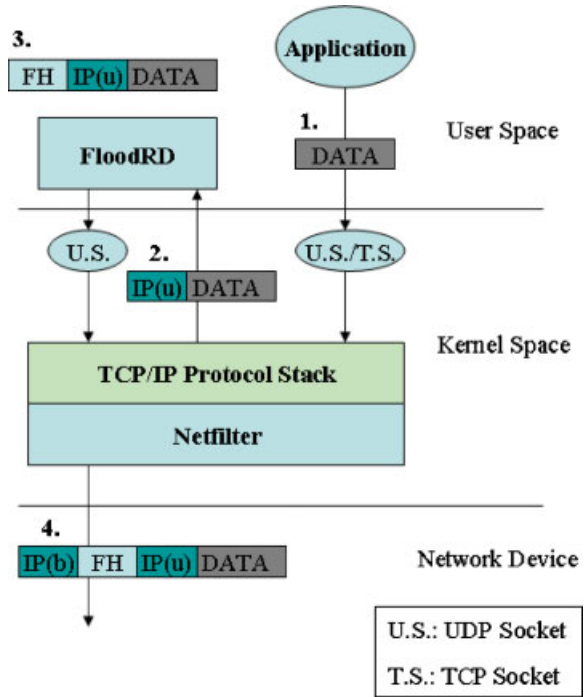 3.
FH IP(u) DATA
Application
1.
DATA
User Space
FloodRD
U.S.
2.
IP(u) DATA
U.S./T.S.
Kernel Space
TCP/IP Protocol Stack
Netfilter
4.
IP(b) FH IP(u) DATA
Network Device
U.S.: UDP Socket
T.S.: TCP Socket